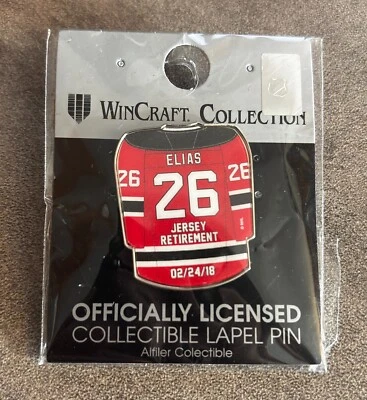 WINCRAFT COLLECTION
ELIAS
26 26
26
JERSEY
RETIREMENT
02/24/18
OFFICIALLY LICENSED
COLLECTIBLE LAPEL PIN
Alfiler Colectible